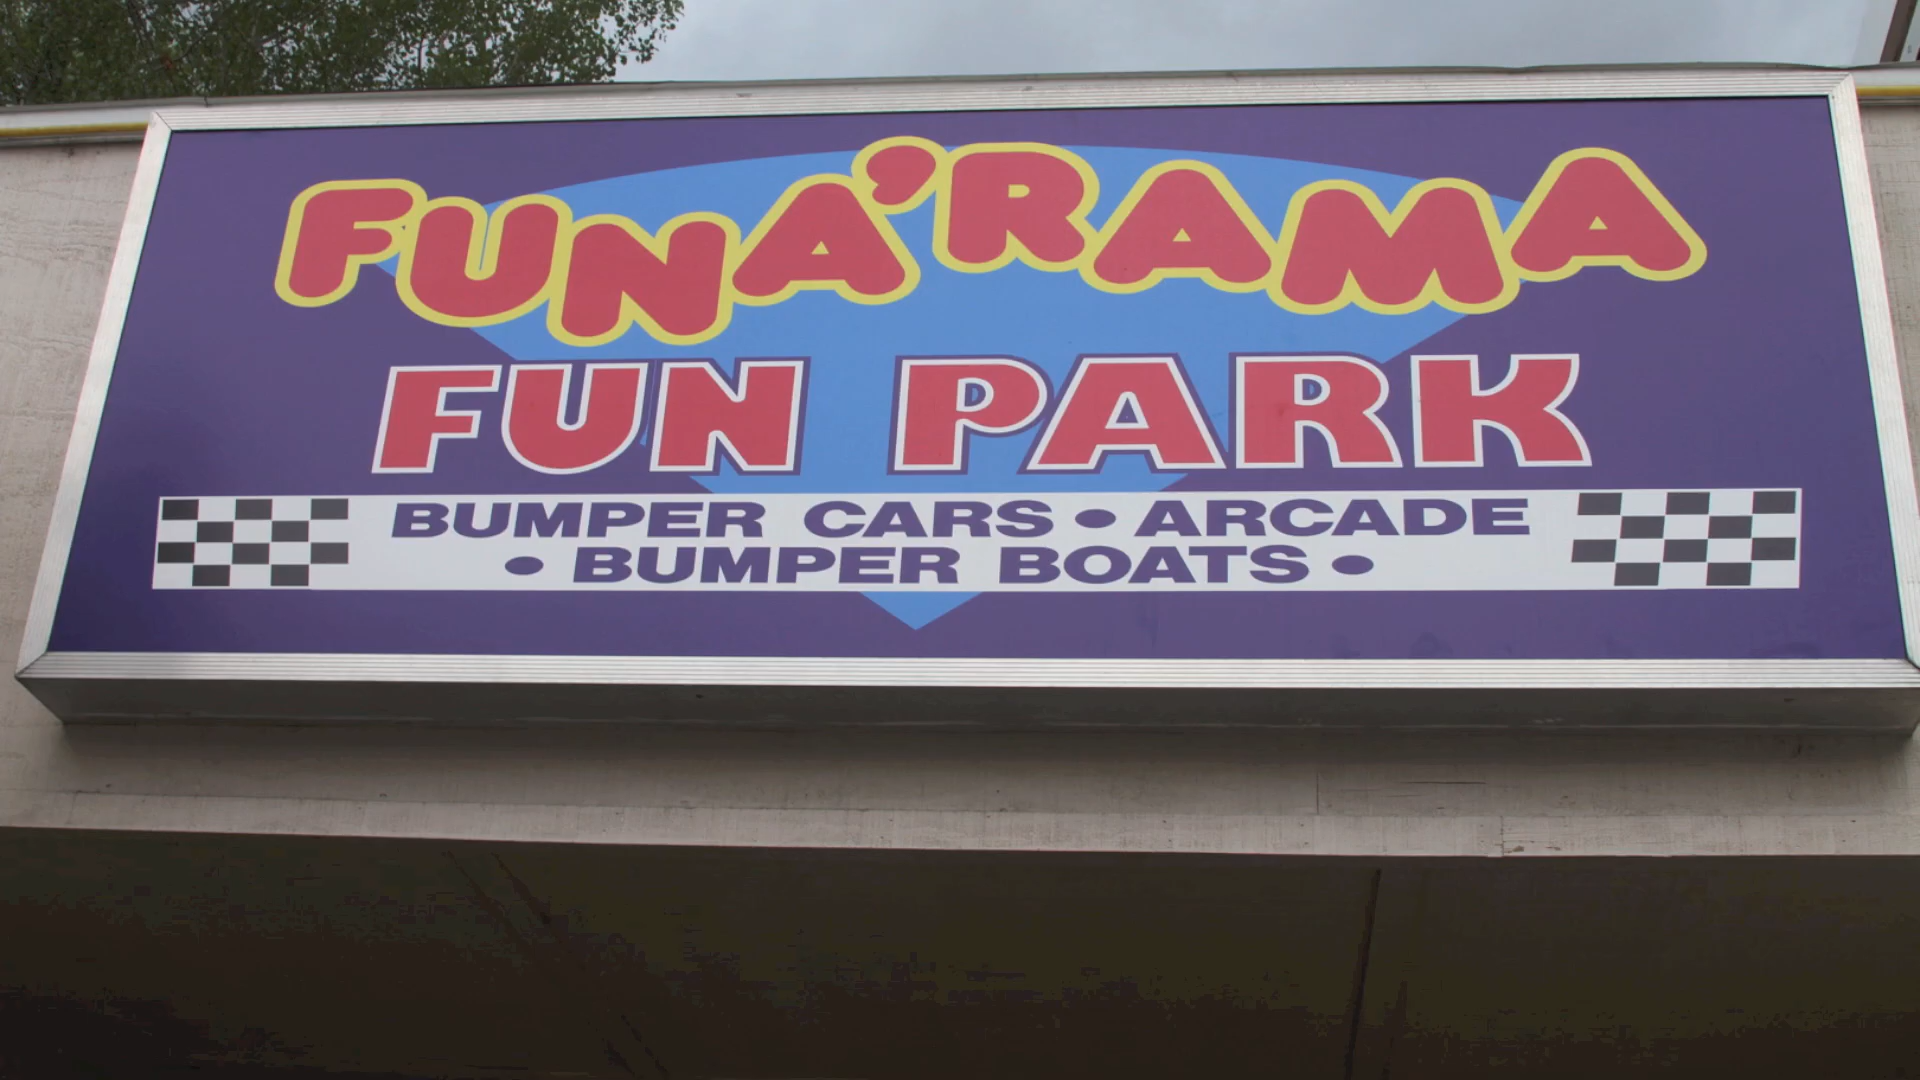 FUNA'RAMA
FUN PARK
BUMPER CARS • ARCADE
• BUMPER BOATS •